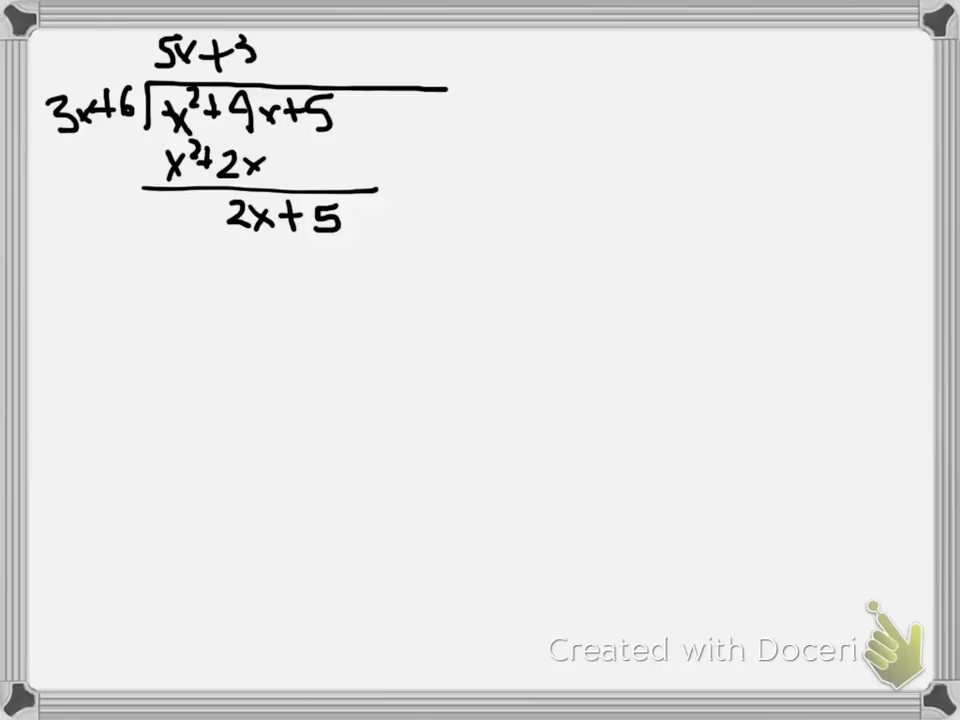 5x+3
3x+6 x²+4x+5
x²+2x
2x+5
Created with Doceri